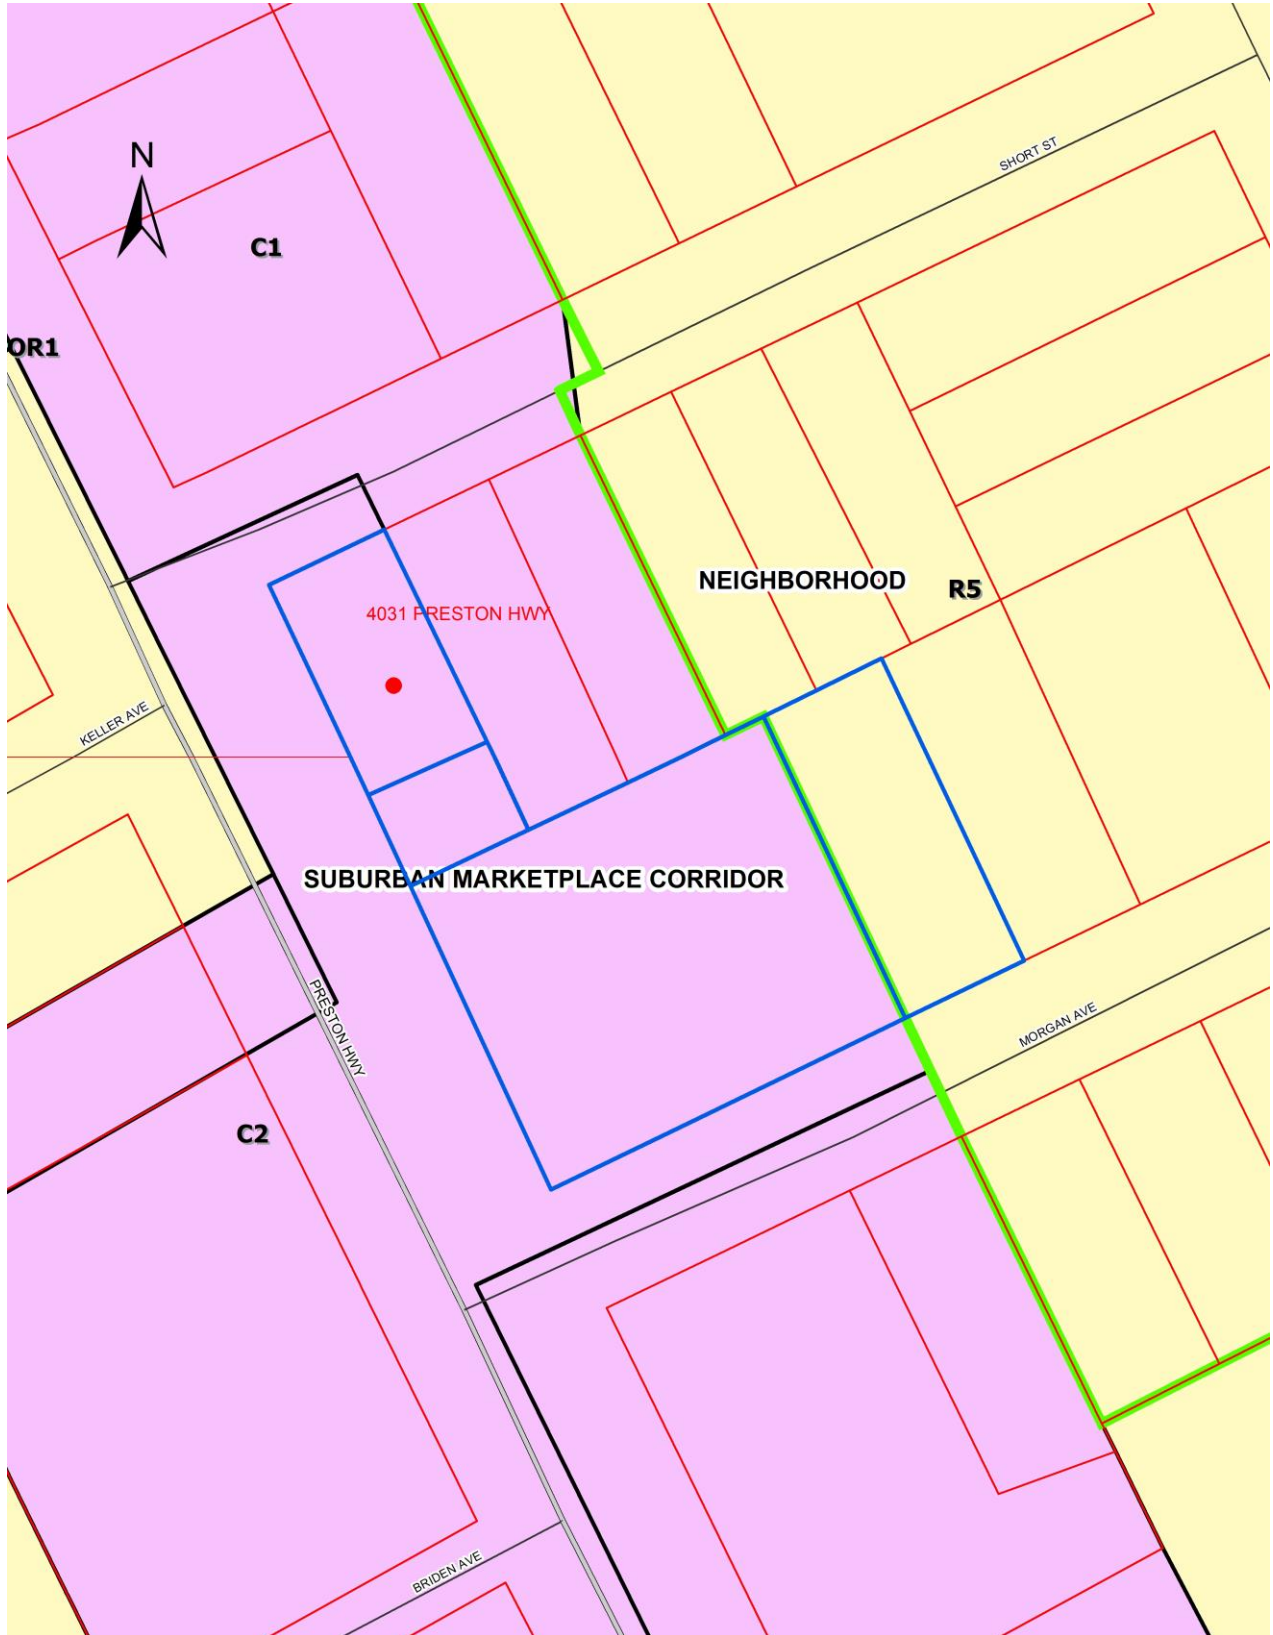 SHORT ST
N
C1
OR1
NEIGHBORHOOD
R5
4031 PRESTON HWY
KELLER AVE
SUBURBAN MARKETPLACE CORRIDOR
PRESTON HWY
MORGAN AVE
C2
BRIDEN AVE